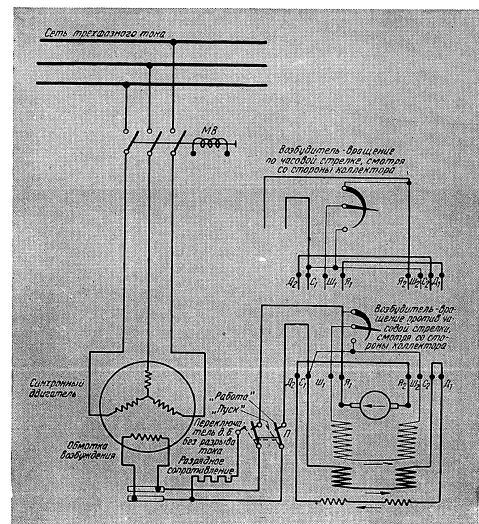 Сеть трехфазного тока
МВ
Возбудитель-вращение
по часовой стрелке, смотря
со стороны коллектора
Д₂ С₁ Ш₁ Я₁ Я₂ Ш₂ С₂ Д₁
Возбудитель-вра-
щение против ча-
совой стрелки,
смотря со сто-
роны коллектора
Д₂ С₁ Ш₁ Я₁ Я₂ Ш₂ С₂ Д₁
Синхронный
двигатель
Обмотка
возбуждения
„Работа"
„Пуск"
Переключа
тель д.б.
без разрыва
тока
Разрядное
сопротивление
П